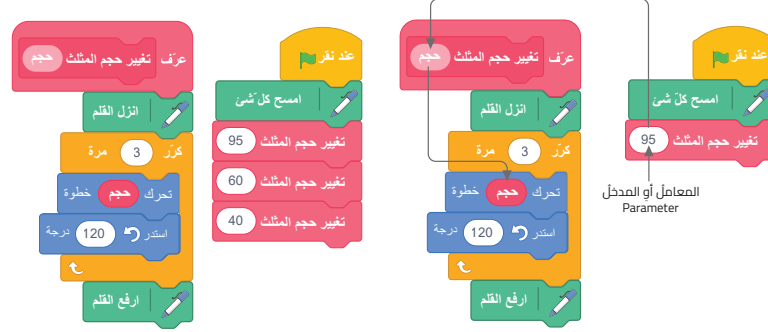 عند نقر
امسح كلّ شئ
تغيير حجم المثلث 95
المعاملُ أوِ المدخلُ
Parameter
عرّف تغيير حجم المثلث حجم
انزل القلم
كرّر 3 مرة
تحرك حجم خطوة
استدر 120 درجة
ارفع القلم
عند نقر
امسح كلّ شئ
تغيير حجم المثلث 95
تغيير حجم المثلث 60
تغيير حجم المثلث 40
عرّف تغيير حجم المثلث حجم
انزل القلم
كرّر 3 مرة
تحرك حجم خطوة
استدر 120 درجة
ارفع القلم